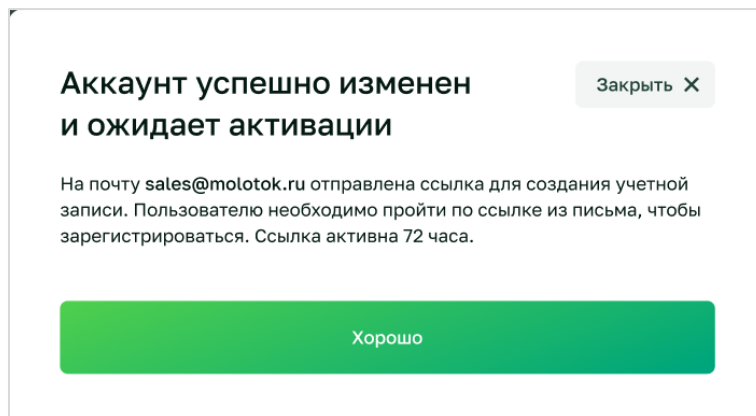 Аккаунт успешно изменен
и ожидает активации
Закрыть
На почту sales@molotok.ru отправлена ссылка для создания учетной
записи. Пользователю необходимо пройти по ссылке из письма, чтобы
зарегистрироваться. Ссылка активна 72 часа.
Хорошо